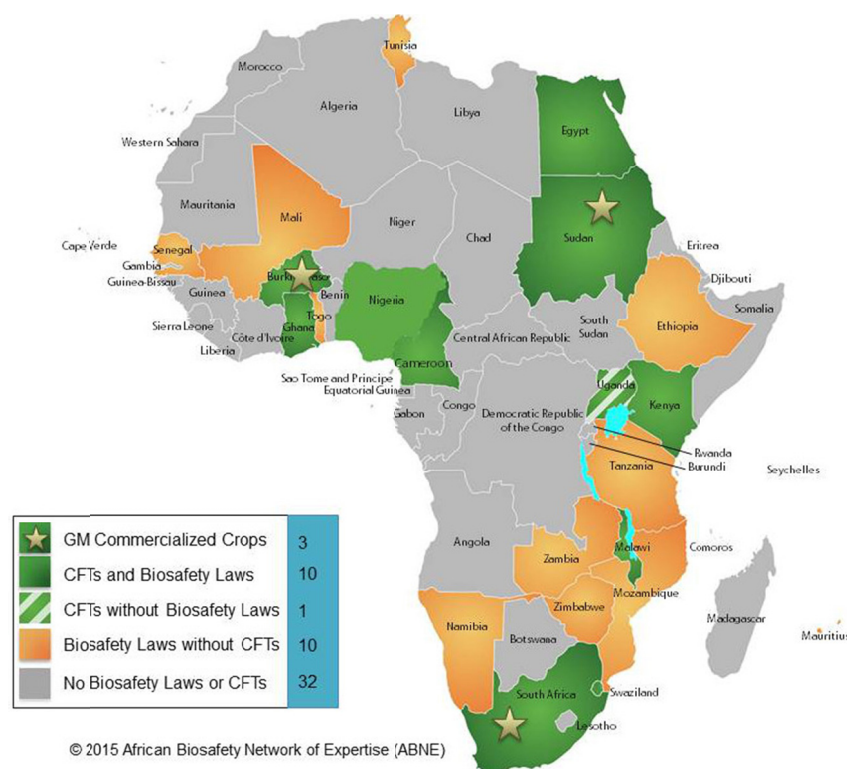 Tunisia
Morocco
Algeria
Libya
Egypt
Western Sahara
Mauritania
Mali
Niger
Chad
Sudan
Eritrea
Cape Verde
Senegal
Gambia
Guinea-Bissau
Guinea
Burkina Faso
Benin
Nigeria
Djibouti
Somalia
Sierra Leone
Togo
Ghana
Côte d'Ivoire
Liberia
Central African Republic
South
Sudan
Ethiopia
Cameroon
Sao Tome and Principe
Equatorial Guinea
Uganda
Kenya
Gabon
Congo
Democratic Republic
of the Congo
Rwanda
Burundi
Tanzania
Seychelles
Angola
Malawi
Comoros
Zambia
Mozambique
Zimbabwe
Madagascar
Mauritius
Namibia
Botswana
South Africa
Swaziland
Lesotho
GM Commercialized Crops 3
CFTs and Biosafety Laws 10
CFTs without Biosafety Laws 1
Biosafety Laws without CFTs 10
No Biosafety Laws or CFTs 32
© 2015 African Biosafety Network of Expertise (ABNE)